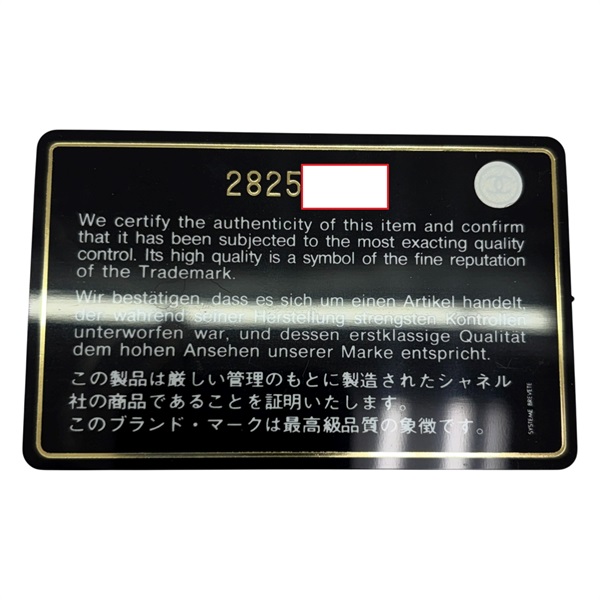 2825
We certify the authenticity of this item and confirm
that it has been subjected to the most exacting quality
control. Its high quality is a symbol of the fine reputation
of the Trademark.
Wir bestätigen, dass es sich um einen Artikel handelt,
der während seiner Herstellung strengsten Kontrollen
unterworfen war, und dessen erstklassige Qualität
dem hohen Ansehen unserer Marke entspricht.
この製品は厳しい管理のもとに製造されたシャネル
社の商品であることを証明いたします。
このブランド・マークは最高級品質の象徴です。
SYSTEME BREVETE